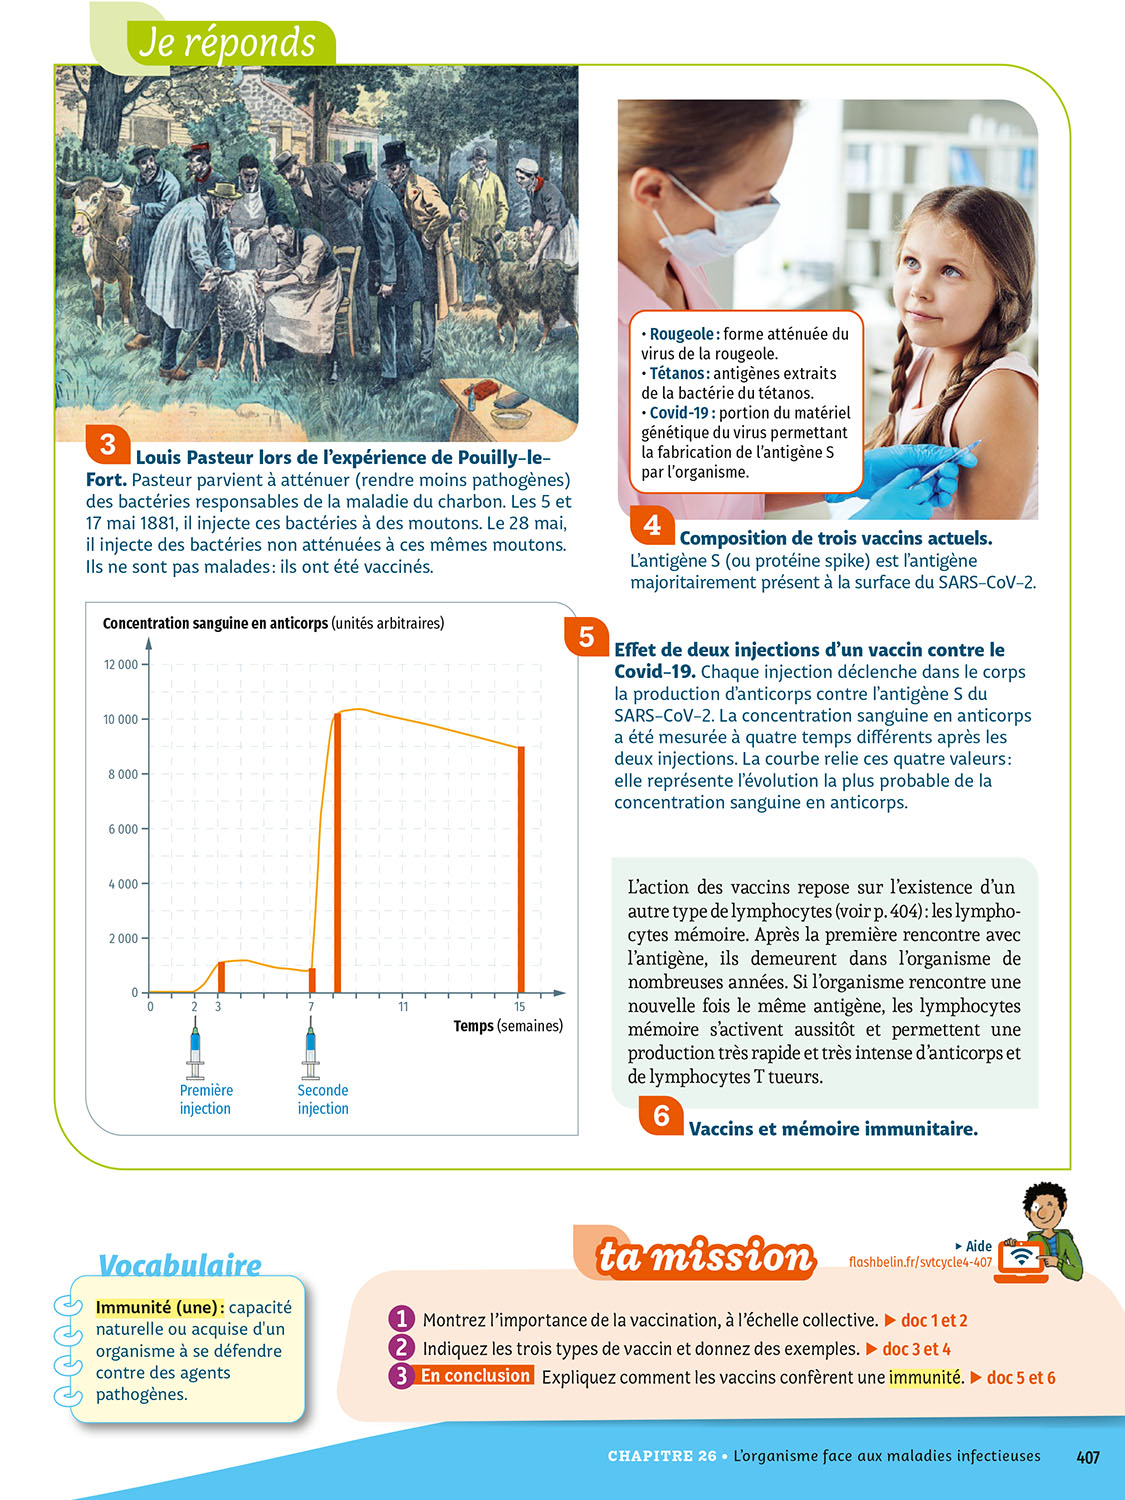 Je réponds
3 Louis Pasteur lors de l'expérience de Pouilly-le-
Fort. Pasteur parvient à atténuer (rendre moins pathogènes)
des bactéries responsables de la maladie du charbon. Les 5 et
17 mai 1881, il injecte ces bactéries à des moutons. Le 28 mai,
il injecte des bactéries non atténuées à ces mêmes moutons.
Ils ne sont pas malades : ils ont été vaccinés.
• Rougeole : forme atténuée du
virus de la rougeole.
• Tétanos : antigènes extraits
de la bactérie du tétanos.
• Covid-19 : portion du matériel
génétique du virus permettant
la fabrication de l'antigène S
par l'organisme.
4 Composition de trois vaccins actuels.
L'antigène S (ou protéine spike) est l'antigène
majoritairement présent à la surface du SARS-CoV-2.
Concentration sanguine en anticorps (unités arbitraires)
12 000
10 000
8 000
6 000
4 000
2 000
0
0 2 3 7 11 15
Temps (semaines)
Première Seconde
injection injection
5 Effet de deux injections d'un vaccin contre le
Covid-19. Chaque injection déclenche dans le corps
la production d'anticorps contre l'antigène S du
SARS-CoV-2. La concentration sanguine en anticorps
a été mesurée à quatre temps différents après les
deux injections. La courbe relie ces quatre valeurs :
elle représente l'évolution la plus probable de la
concentration sanguine en anticorps.
L'action des vaccins repose sur l'existence d'un
autre type de lymphocytes (voir p. 404) : les lympho-
cytes mémoire. Après la première rencontre avec
l'antigène, ils demeurent dans l'organisme de
nombreuses années. Si l'organisme rencontre une
nouvelle fois le même antigène, les lymphocytes
mémoire s'activent aussitôt et permettent une
production très rapide et très intense d'anticorps et
de lymphocytes T tueurs.
6 Vaccins et mémoire immunitaire.
Vocabulaire
Immunité (une) : capacité
naturelle ou acquise d'un
organisme à se défendre
contre des agents
pathogènes.
ta mission
▶ Aide
flashbelin.fr/svtcycle4-407
1 Montrez l'importance de la vaccination, à l'échelle collective. ▶ doc 1 et 2
2 Indiquez les trois types de vaccin et donnez des exemples. ▶ doc 3 et 4
3 En conclusion Expliquez comment les vaccins confèrent une immunité. ▶ doc 5 et 6
CHAPITRE 26 • L'organisme face aux maladies infectieuses 407